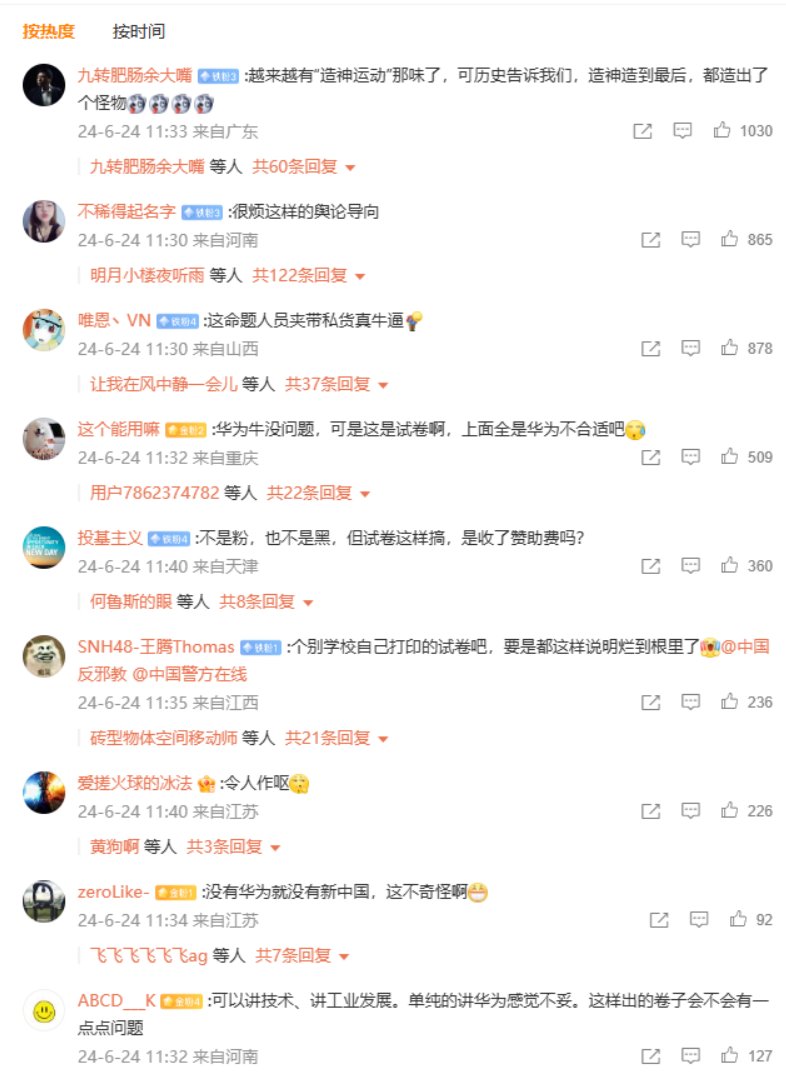 按热度 按时间
九转肥肠余大嘴 铁粉3 :越来越有“造神运动”那味了，可历史告诉我们，造神造到最后，都造出了
个怪物
24-6-24 11:33 来自广东 1030
九转肥肠余大嘴 等人 共60条回复
不稀得起名字 铁粉3 :很烦这样的舆论导向
24-6-24 11:30 来自河南 865
明月小楼夜听雨 等人 共122条回复
唯恩丶VN 铁粉4 :这命题人员夹带私货真牛逼
24-6-24 11:30 来自山西 878
让我在风中静一会儿 等人 共37条回复
这个能用嘛 金粉2 :华为牛没问题，可是这是试卷啊，上面全是华为不合适吧
24-6-24 11:32 来自重庆 509
用户7862374782 等人 共22条回复
投基主义 铁粉4 :不是粉，也不是黑，但试卷这样搞，是收了赞助费吗?
24-6-24 11:40 来自天津 360
何鲁斯的眼 等人 共8条回复
SNH48-王腾Thomas 铁粉1 :个别学校自己打印的试卷吧，要是都这样说明烂到根里了@中国
反邪教 @中国警方在线
24-6-24 11:35 来自江西 236
砖型物体空间移动师 等人 共21条回复
爱搓火球的冰法 :令人作呕
24-6-24 11:40 来自江苏 226
黄狗啊 等人 共3条回复
zeroLike- 金粉1 :没有华为就没有新中国，这不奇怪啊
24-6-24 11:34 来自江苏 92
飞飞飞飞飞飞ag 等人 共7条回复
ABCD___K 金粉4 :可以讲技术、讲工业发展。单纯的讲华为感觉不妥。这样出的卷子会不会有一
点点问题
24-6-24 11:32 来自河南 127